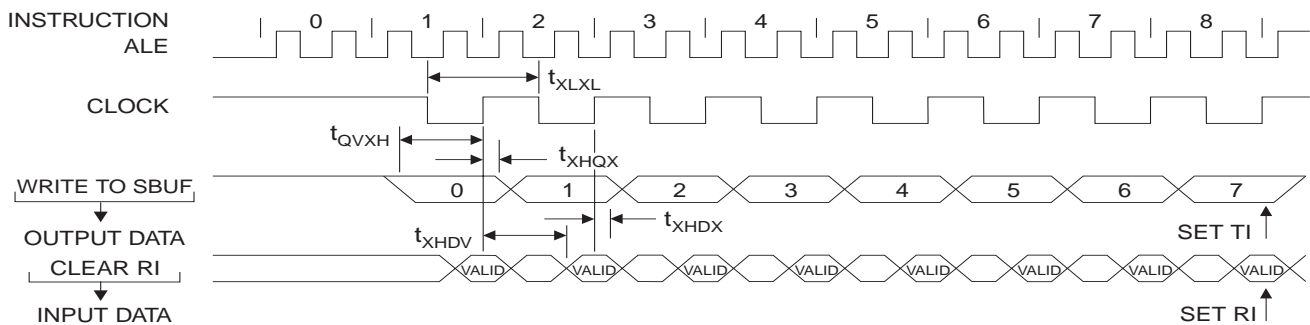 INSTRUCTION 0 1 2 3 4 5 6 7 8
ALE
tXLXL
CLOCK
tQVXH
tXHQX
WRITE TO SBUF 0 1 2 3 4 5 6 7
tXHDX
OUTPUT DATA tXHDV SET TI
CLEAR RI VALID VALID VALID VALID VALID VALID VALID VALID
INPUT DATA SET RI